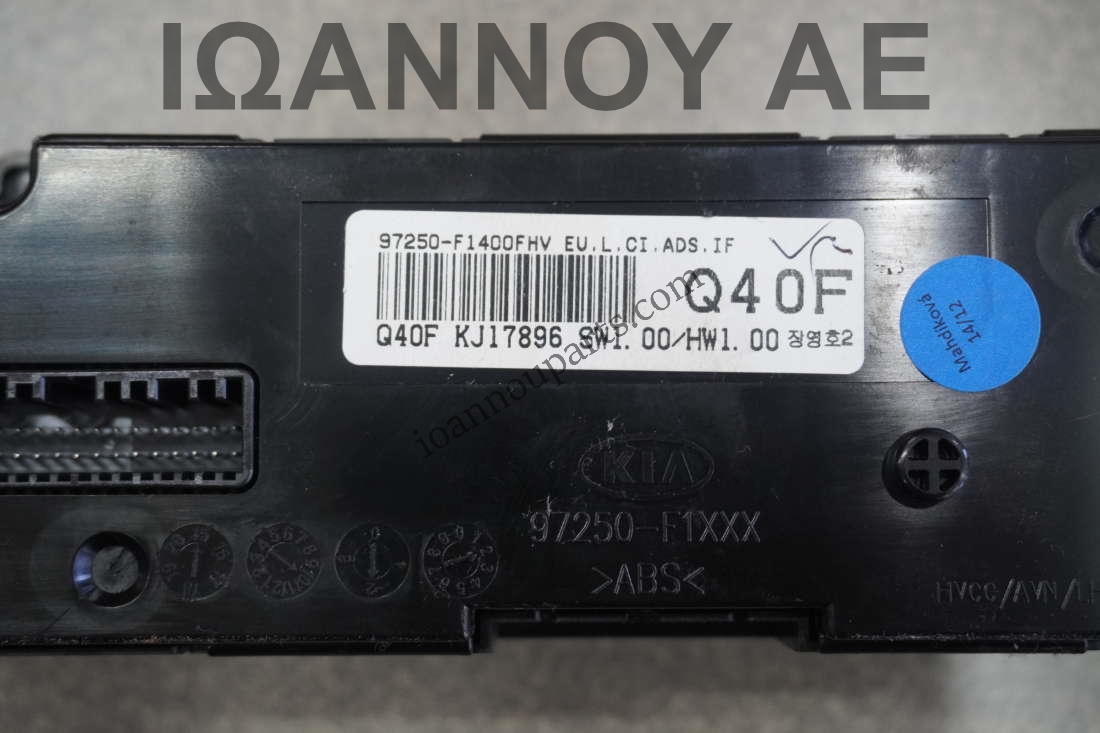 ΙΩΑΝΝΟΥ ΑΕ
97250-F1400FHV EU.L.CI.ADS.IF
Q40F
Q40F KJ17896 SW1.00/HW1.00 장영호2
ioannouparts.com
Mahdíková
14/12
KIA
97250-F1XXX
>ABS<
HVCC/AVN/LH